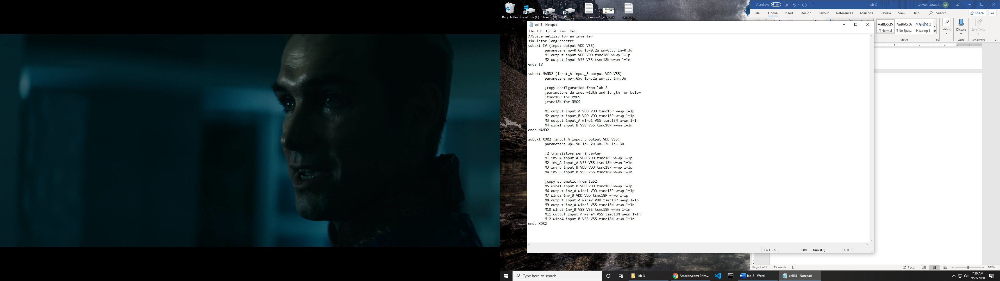 Recycle Bin
Local Disk (C)
Storage (D)
Plex (F)
zoom
schedule
capstone
AutoSave Off
lab_3
Gilman, Jason A
GJ
File Home Insert Design Layout References Mailings Review View Help Search
Share
AaBbCcDc AaBbCcDc AaBbCc
¶ Normal ¶ No Spac... Heading 1
Editing
Dictate
Sensitivity
Styles
Voice
Sensitivity
4 5 6 7
cell18 - Notepad
File Edit Format View Help
//Spice netlist for an inverter
simulator lang=spectre
subckt IV (input output VDD VSS)
parameters wp=0.6u lp=0.2u wn=0.3u ln=0.3u
M1 output input VDD VDD tsmc18P w=wp l=lp
M2 output input VSS VSS tsmc18N w=wn l=ln
ends IV
subckt NAND2 (input_A input_B output VDD VSS)
parameters wp=.65u lp=.2u wn=.3u ln=.3u
;copy configuration from lab 2
;parameters defines width and length for below
;tsmc18P for PMOS
;tsmc18N for NMOS
M1 output input_A VDD VDD tsmc18P w=wp l=lp
M2 output input_B VDD VDD tsmc18P w=wp l=lp
M3 output input_A wire1 VSS tsmc18N w=wn l=ln
M4 wire1 input_B VSS VSS tsmc18N w=wn l=ln
ends NAND2
subckt XOR2 (input_A input_B output VDD VSS)
parameters wp=.9u lp=.2u wn=.3u ln=.3u
;2 transistors per inverter
M1 inv_A input_A VDD VDD tsmc18P w=wp l=lp
M2 inv_A input_A VSS VSS tsmc18N w=wn l=ln
M3 inv_B input_B VDD VDD tsmc18P w=wp l=lp
M4 inv_B input_B VSS VSS tsmc18N w=wn l=ln
;copy schematic from lab2
M5 wire1 input_B VDD VDD tsmc18P w=wp l=lp
M6 output inv_A wire1 VDD tsmc18P w=wp l=lp
M7 wire2 inv_B VDD VDD tsmc18P w=wp l=lp
M8 output input_A wire2 VDD tsmc18P w=wp l=lp
M9 output inv_A wire3 VSS tsmc18N w=wn l=ln
M10 wire3 inv_B VSS VSS tsmc18N w=wn l=ln
M11 output input_A wire4 VSS tsmc18N w=wn l=ln
M12 wire4 input_B VSS VSS tsmc18N w=wn l=ln
ends XOR2
Ln 1, Col 1 100% Unix (LF) UTF-8
Page 2 of 2 15 words
Focus
100%
Type here to search
lab_3
Amazon.com: Prim...
lab_3 - Word
cell18 - Notepad
7:30 AM
9/23/2020